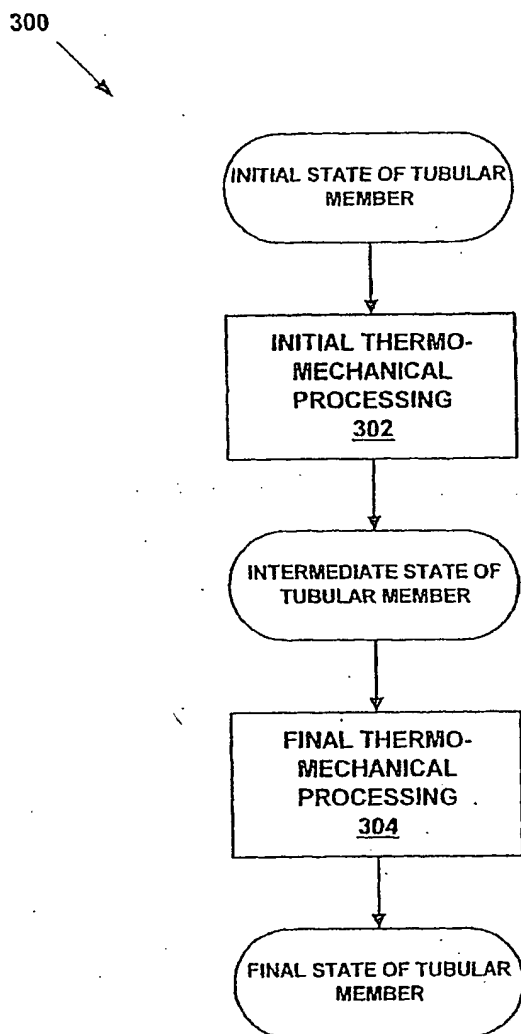 300
INITIAL STATE OF TUBULAR
MEMBER
INITIAL THERMO-
MECHANICAL
PROCESSING
302
INTERMEDIATE STATE OF
TUBULAR MEMBER
FINAL THERMO-
MECHANICAL
PROCESSING
304
FINAL STATE OF TUBULAR
MEMBER